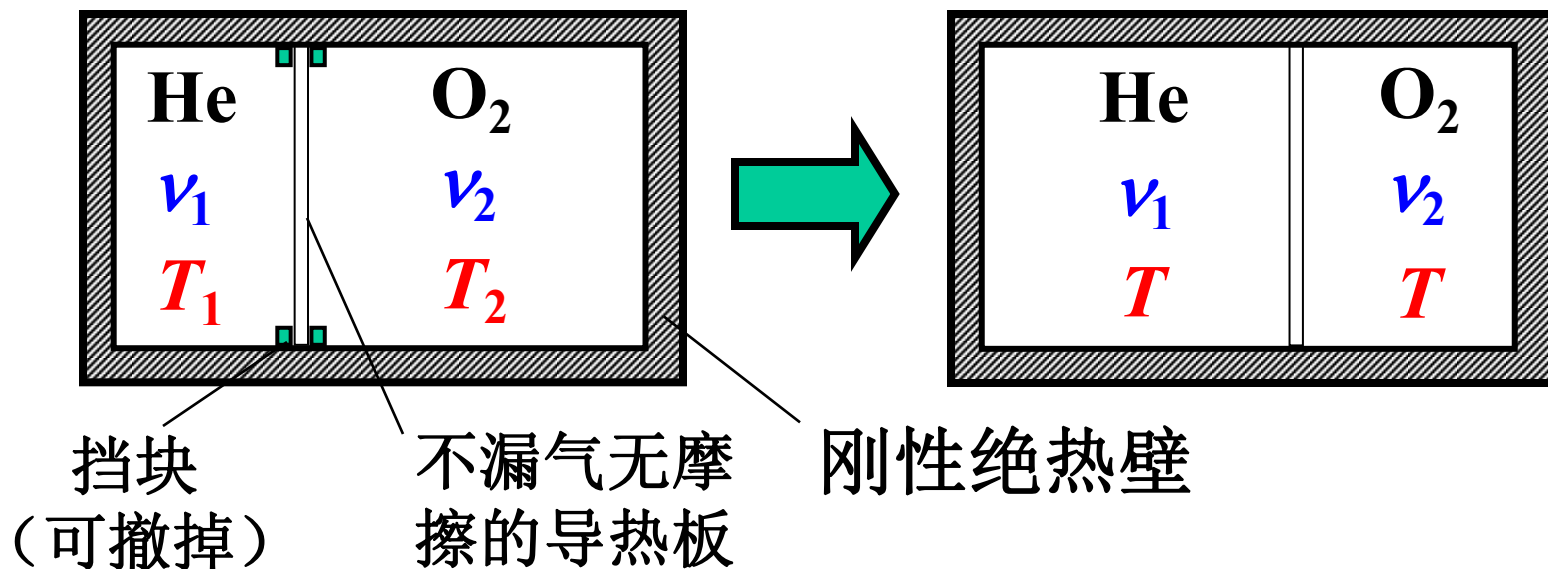 He O₂ He O₂
ν₁ ν₂ ν₁ ν₂
T₁ T₂ T T
挡块
（可撤掉）
不漏气无摩
擦的导热板
刚性绝热壁